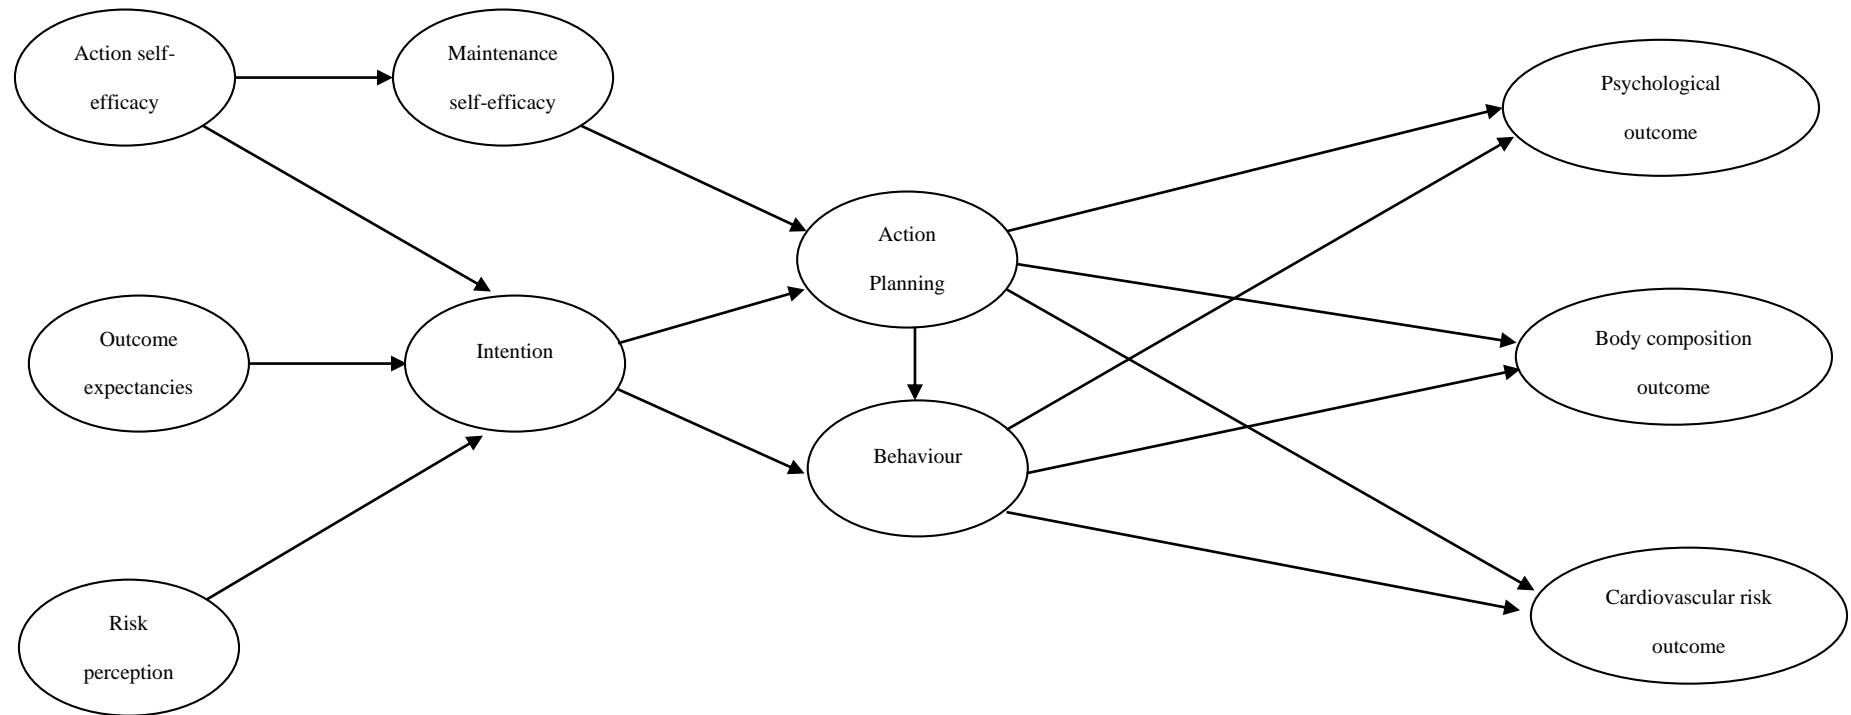 Action self-
efficacy
Maintenance
self-efficacy
Psychological
outcome
Action
Planning
Outcome
expectancies
Intention
Body composition
outcome
Behaviour
Risk
perception
Cardiovascular risk
outcome